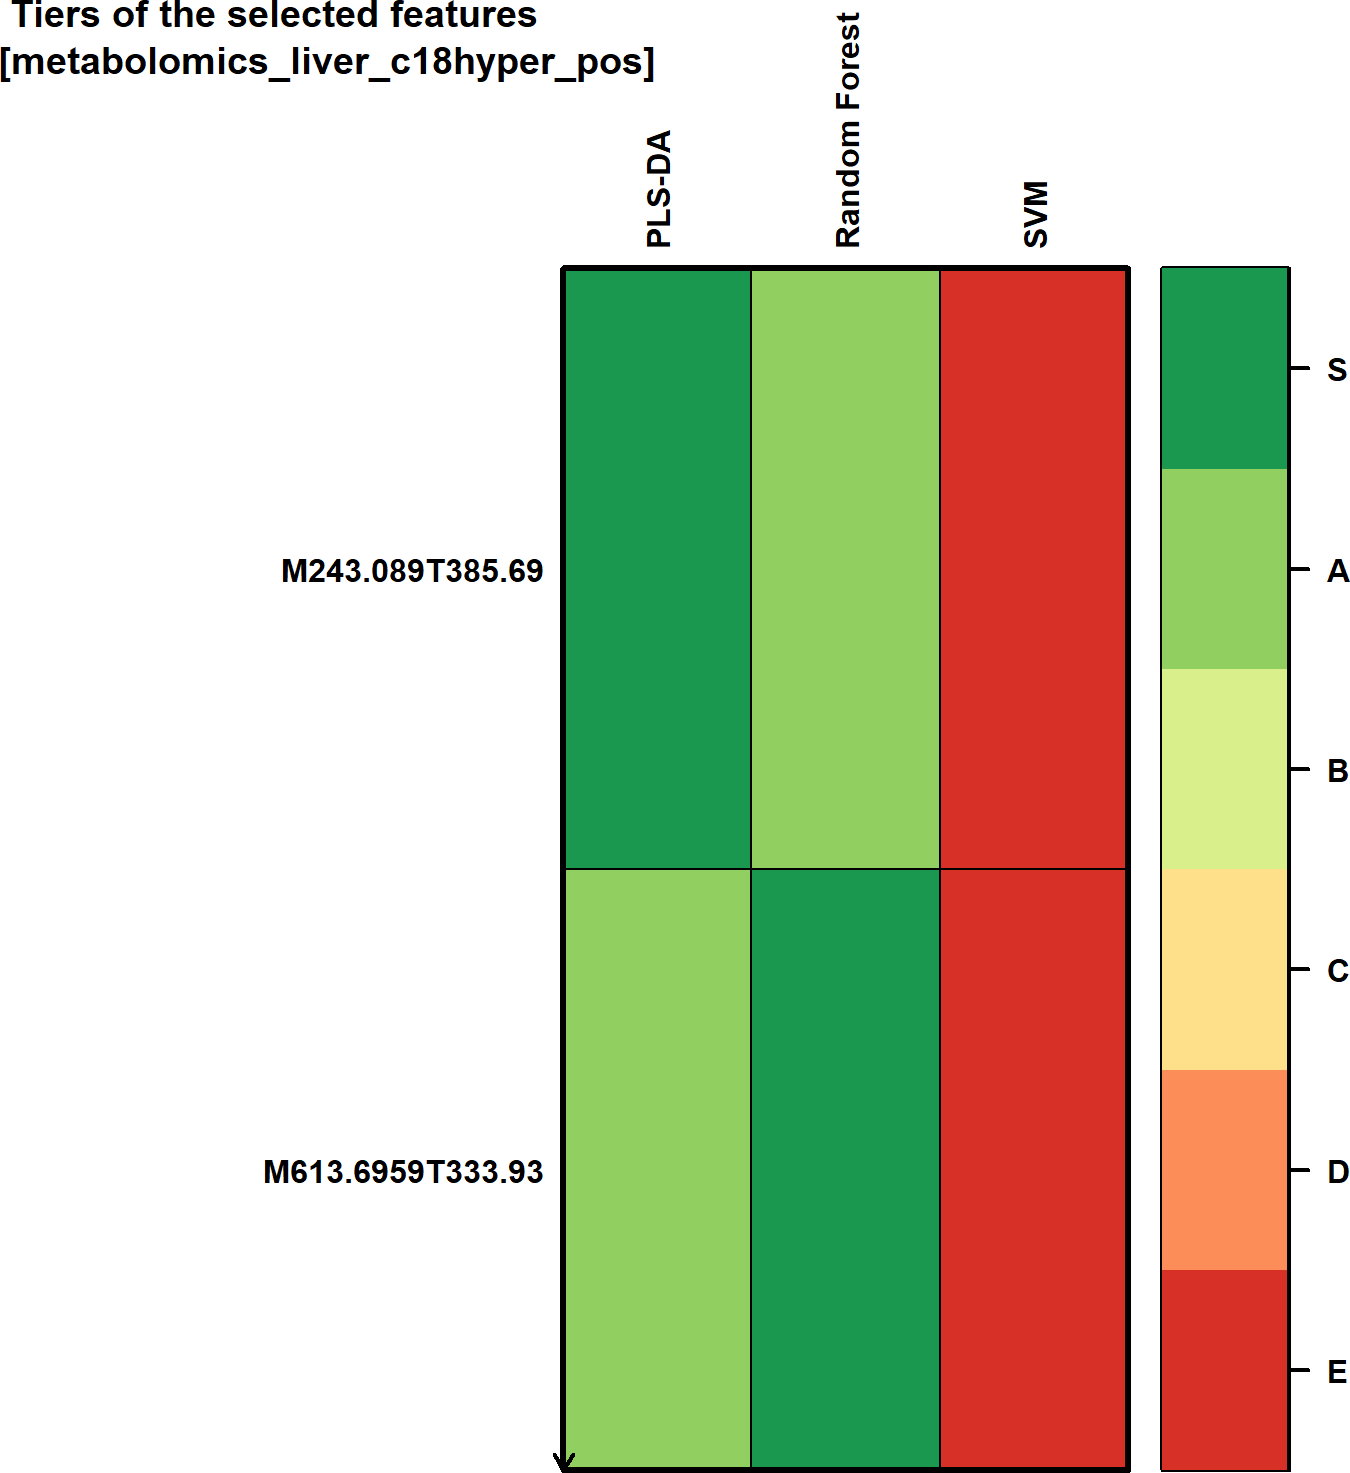 Tiers of the selected features
[metabolomics_liver_c18hyper_pos]
PLS-DA
Random Forest
SVM
M243.089T385.69
M613.6959T333.93
S
A
B
C
D
E